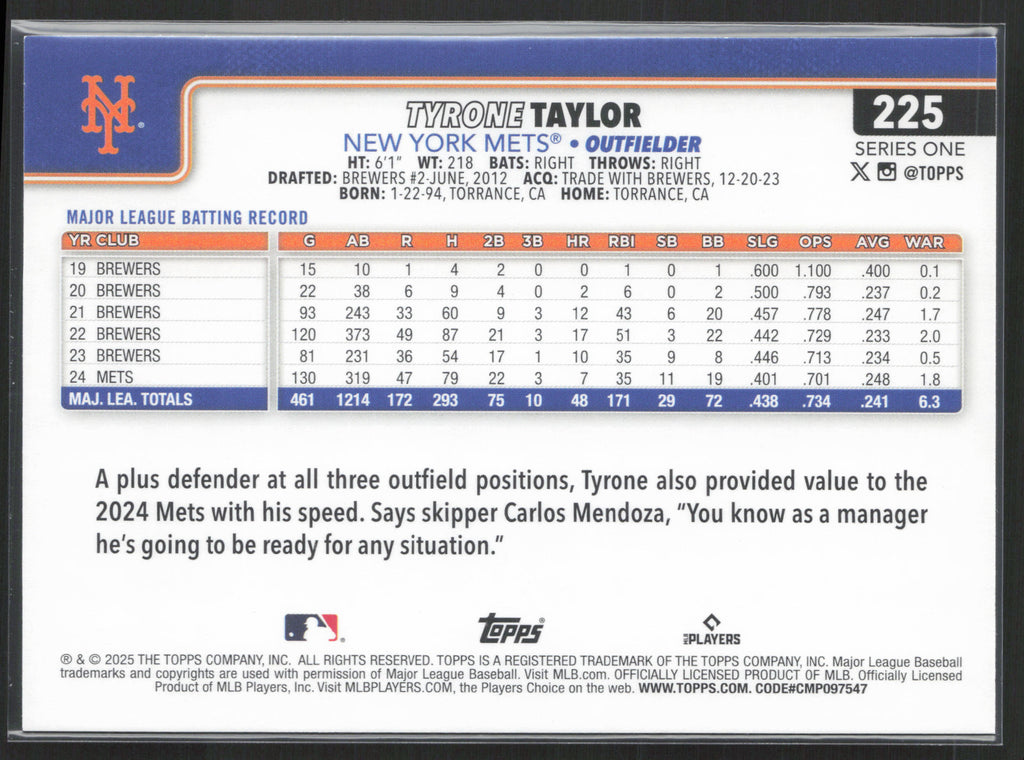 NY
TYRONE TAYLOR
225
NEW YORK METS® • OUTFIELDER
SERIES ONE
HT: 6'1" WT: 218 BATS: RIGHT THROWS: RIGHT
@TOPPS
DRAFTED: BREWERS #2-JUNE, 2012 ACQ: TRADE WITH BREWERS, 12-20-23
BORN: 1-22-94, TORRANCE, CA HOME: TORRANCE, CA
MAJOR LEAGUE BATTING RECORD
YR CLUB G AB R H 2B 3B HR RBI SB BB SLG OPS AVG WAR
19 BREWERS 15 10 1 4 2 0 0 1 0 1 .600 1.100 .400 0.1
20 BREWERS 22 38 6 9 4 0 2 6 0 2 .500 .793 .237 0.2
21 BREWERS 93 243 33 60 9 3 12 43 6 20 .457 .778 .247 1.7
22 BREWERS 120 373 49 87 21 3 17 51 3 22 .442 .729 .233 2.0
23 BREWERS 81 231 36 54 17 1 10 35 9 8 .446 .713 .234 0.5
24 METS 130 319 47 79 22 3 7 35 11 19 .401 .701 .248 1.8
MAJ. LEA. TOTALS 461 1214 172 293 75 10 48 171 29 72 .438 .734 .241 6.3
A plus defender at all three outfield positions, Tyrone also provided value to the
2024 Mets with his speed. Says skipper Carlos Mendoza, "You know as a manager
he's going to be ready for any situation."
Topps®
MLB PLAYERS
® & © 2025 THE TOPPS COMPANY, INC. ALL RIGHTS RESERVED. TOPPS IS A REGISTERED TRADEMARK OF THE TOPPS COMPANY, INC. Major League Baseball
trademarks and copyrights are used with permission of Major League Baseball. Visit MLB.com. OFFICIALLY LICENSED PRODUCT OF MLB. Officially Licensed
Product of MLB Players, Inc. Visit MLBPLAYERS.COM, the Players Choice on the web. WWW.TOPPS.COM. CODE#CMP097547